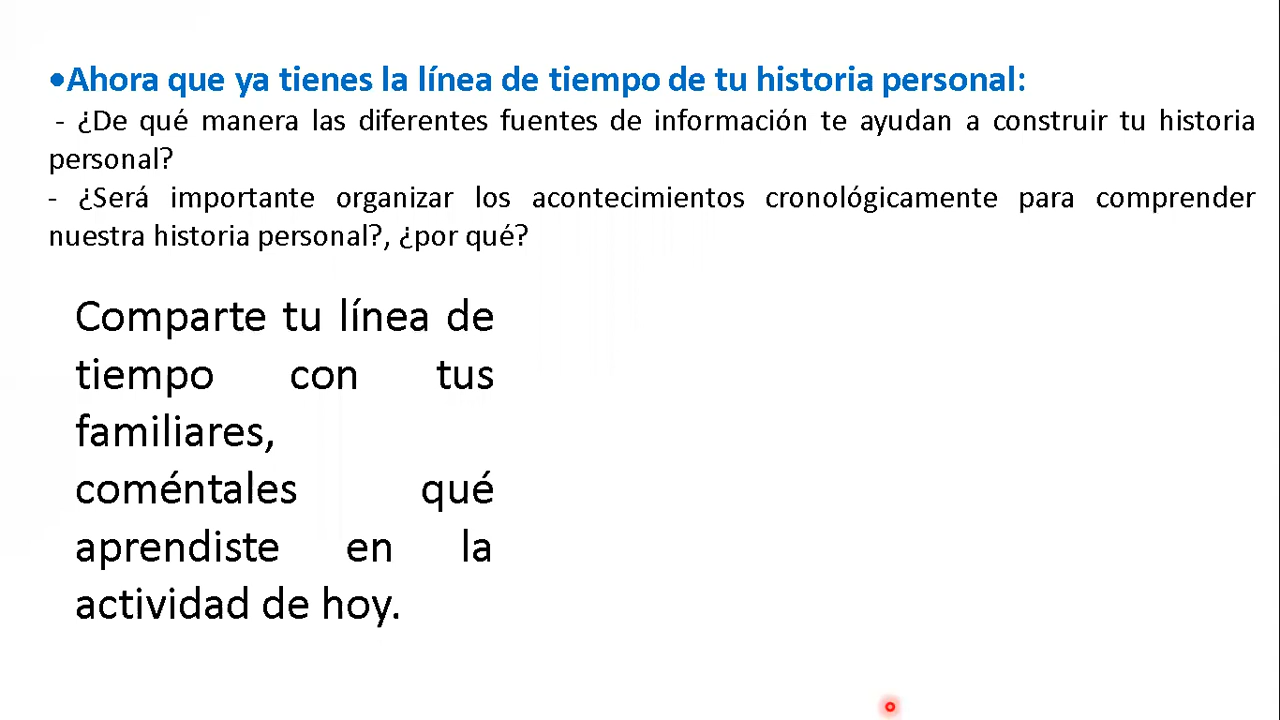 •Ahora que ya tienes la línea de tiempo de tu historia personal:
- ¿De qué manera las diferentes fuentes de información te ayudan a construir tu historia
personal?
- ¿Será importante organizar los acontecimientos cronológicamente para comprender
nuestra historia personal?, ¿por qué?
Comparte tu línea de
tiempo con tus
familiares,
coméntales qué
aprendiste en la
actividad de hoy.